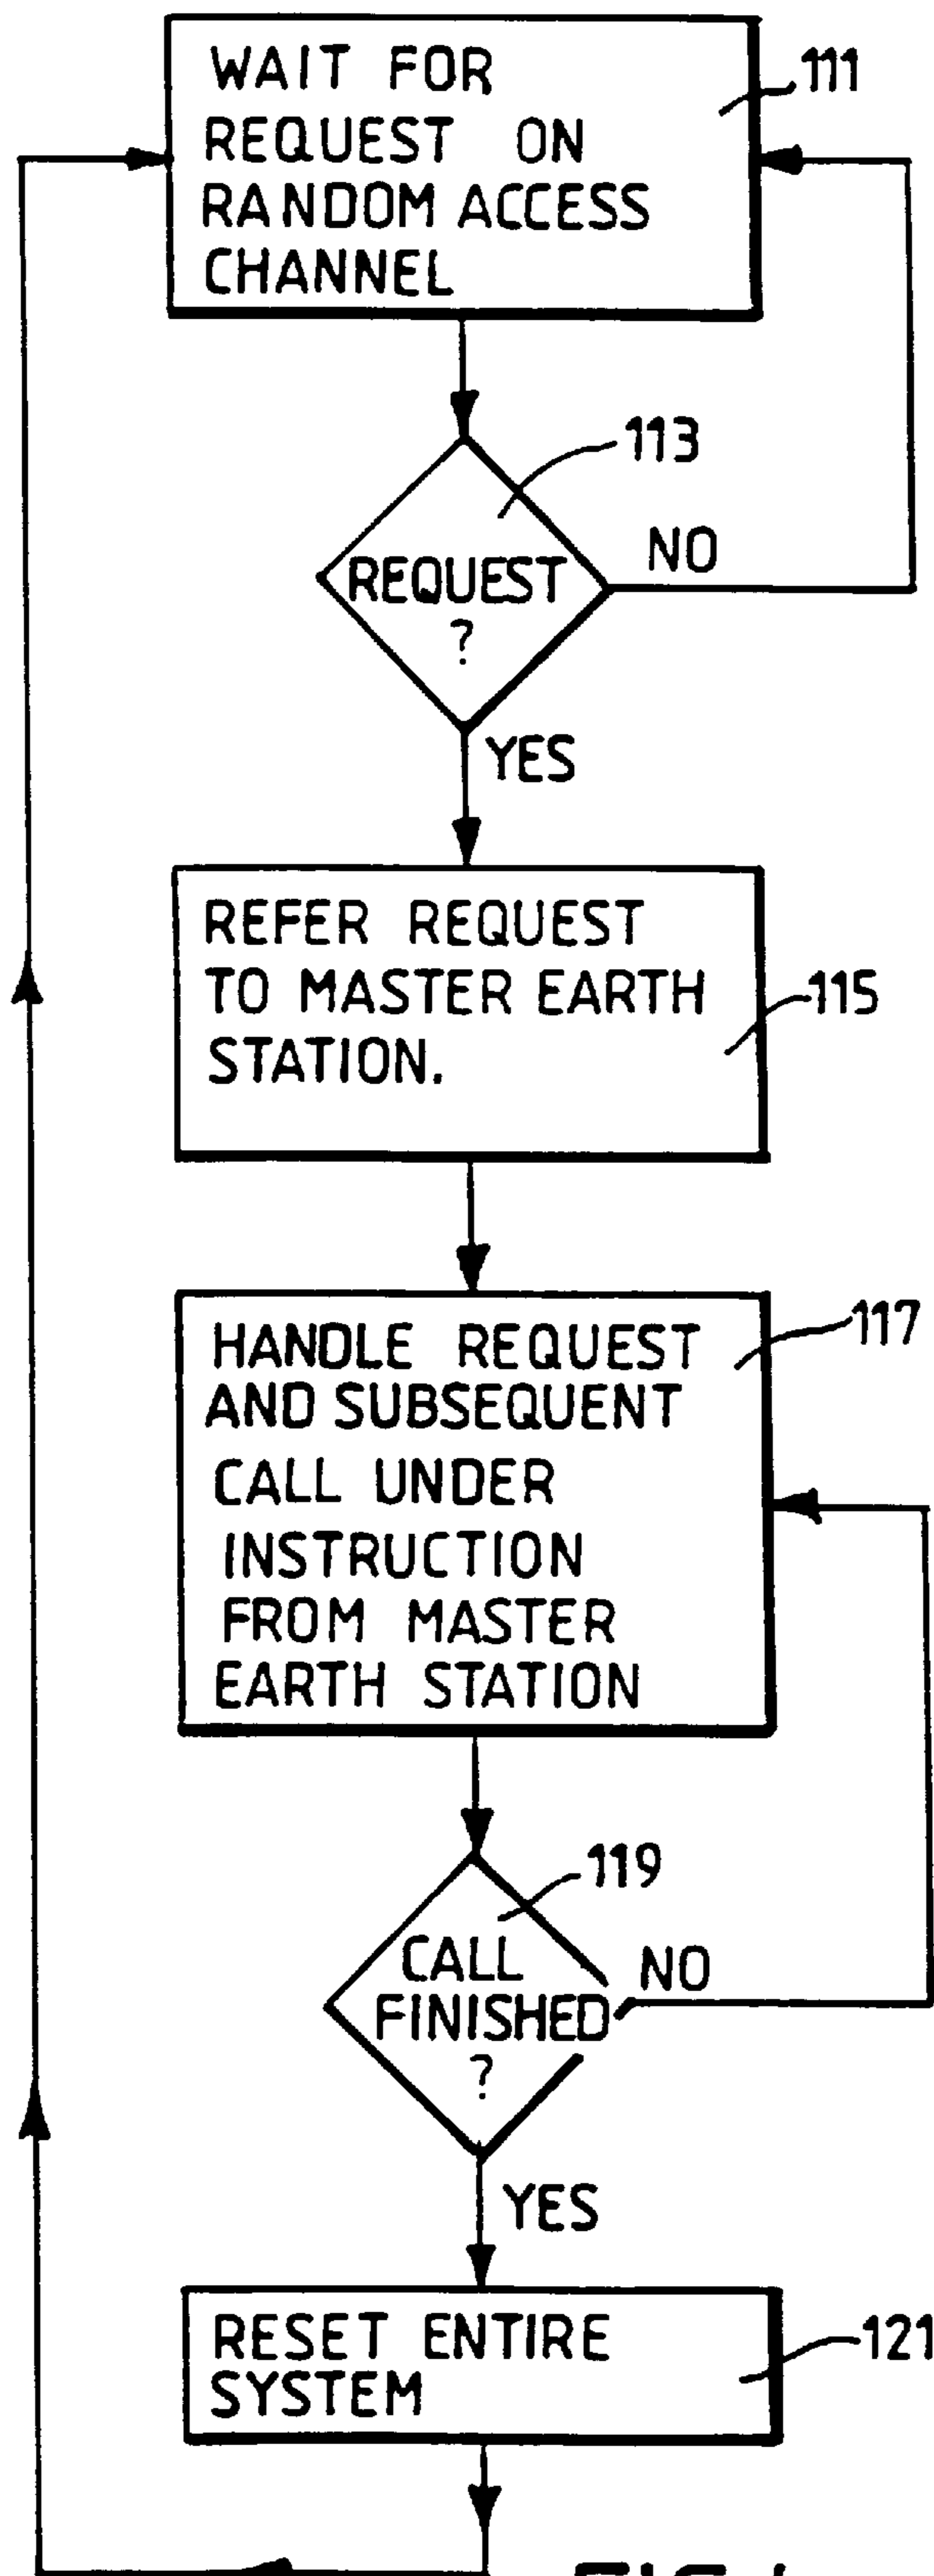 WAIT FOR
REQUEST ON
RANDOM ACCESS
CHANNEL
111
113
REQUEST
?
NO
YES
REFER REQUEST
TO MASTER EARTH
STATION.
115
HANDLE REQUEST
AND SUBSEQUENT
CALL UNDER
INSTRUCTION
FROM MASTER
EARTH STATION
117
119
CALL
FINISHED
?
NO
YES
RESET ENTIRE
SYSTEM
121